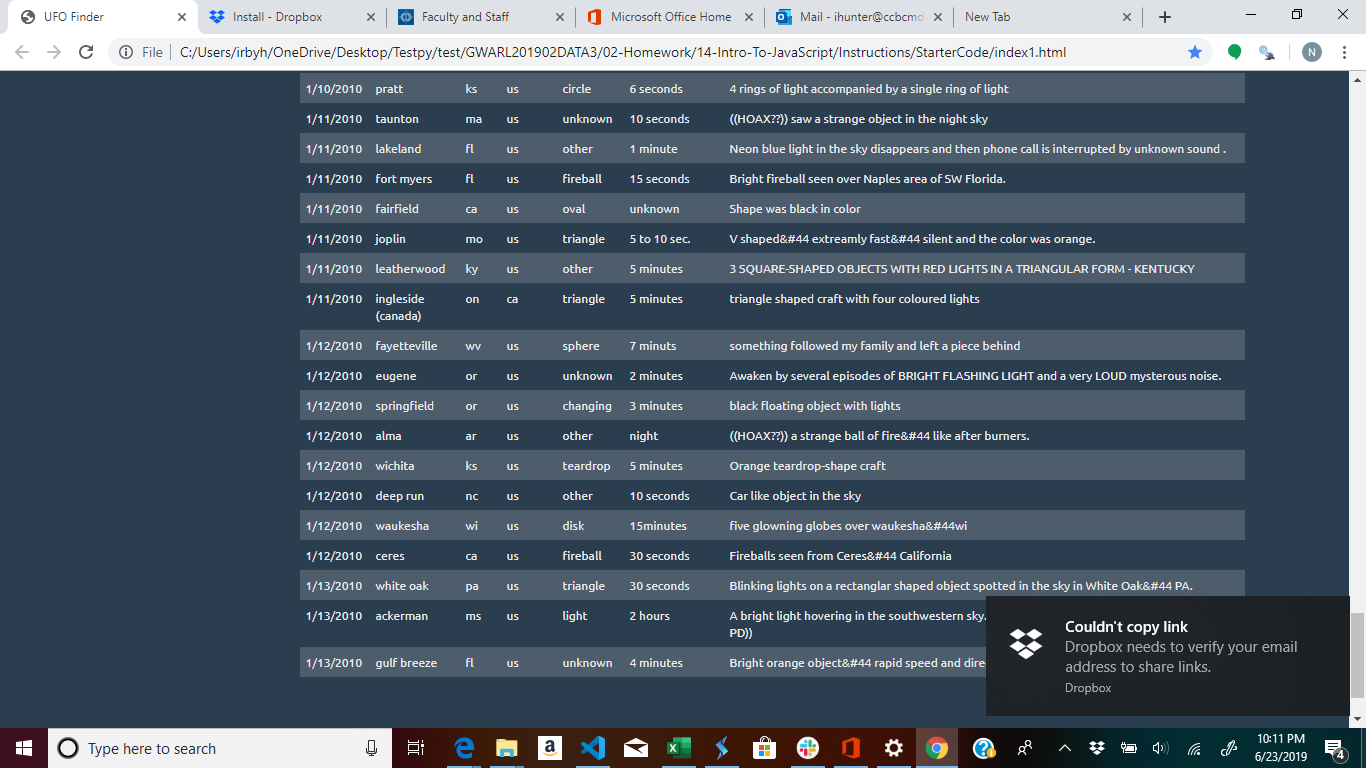 UFO Finder
Install - Dropbox
Faculty and Staff
Microsoft Office Home
Mail - ihunter@ccbcmd
New Tab
File | C:/Users/irbyh/OneDrive/Desktop/Testpy/test/GWARL201902DATA3/02-Homework/14-Intro-To-JavaScript/Instructions/StarterCode/index1.html
N
1/10/2010 pratt ks us circle 6 seconds 4 rings of light accompanied by a single ring of light
1/11/2010 taunton ma us unknown 10 seconds ((HOAX??)) saw a strange object in the night sky
1/11/2010 lakeland fl us other 1 minute Neon blue light in the sky disappears and then phone call is interrupted by unknown sound .
1/11/2010 fort myers fl us fireball 15 seconds Bright fireball seen over Naples area of SW Florida.
1/11/2010 fairfield ca us oval unknown Shape was black in color
1/11/2010 joplin mo us triangle 5 to 10 sec. V shaped&#44 extreamly fast&#44 silent and the color was orange.
1/11/2010 leatherwood ky us other 5 minutes 3 SQUARE-SHAPED OBJECTS WITH RED LIGHTS IN A TRIANGULAR FORM - KENTUCKY
1/11/2010 ingleside on ca triangle 5 minutes triangle shaped craft with four coloured lights
(canada)
1/12/2010 fayetteville wv us sphere 7 minuts something followed my family and left a piece behind
1/12/2010 eugene or us unknown 2 minutes Awaken by several episodes of BRIGHT FLASHING LIGHT and a very LOUD mysterous noise.
1/12/2010 springfield or us changing 3 minutes black floating object with lights
1/12/2010 alma ar us other night ((HOAX??)) a strange ball of fire&#44 like after burners.
1/12/2010 wichita ks us teardrop 5 minutes Orange teardrop-shape craft
1/12/2010 deep run nc us other 10 seconds Car like object in the sky
1/12/2010 waukesha wi us disk 15minutes five glowning globes over waukesha&#44wi
1/12/2010 ceres ca us fireball 30 seconds Fireballs seen from Ceres&#44 California
1/13/2010 white oak pa us triangle 30 seconds Blinking lights on a rectanglar shaped object spotted in the sky in White Oak&#44 PA.
1/13/2010 ackerman ms us light 2 hours A bright light hovering in the southwestern sky.
PD))
1/13/2010 gulf breeze fl us unknown 4 minutes Bright orange object&#44 rapid speed and dire
Couldn't copy link
Dropbox needs to verify your email
address to share links.
Dropbox
Type here to search
10:11 PM
6/23/2019
4